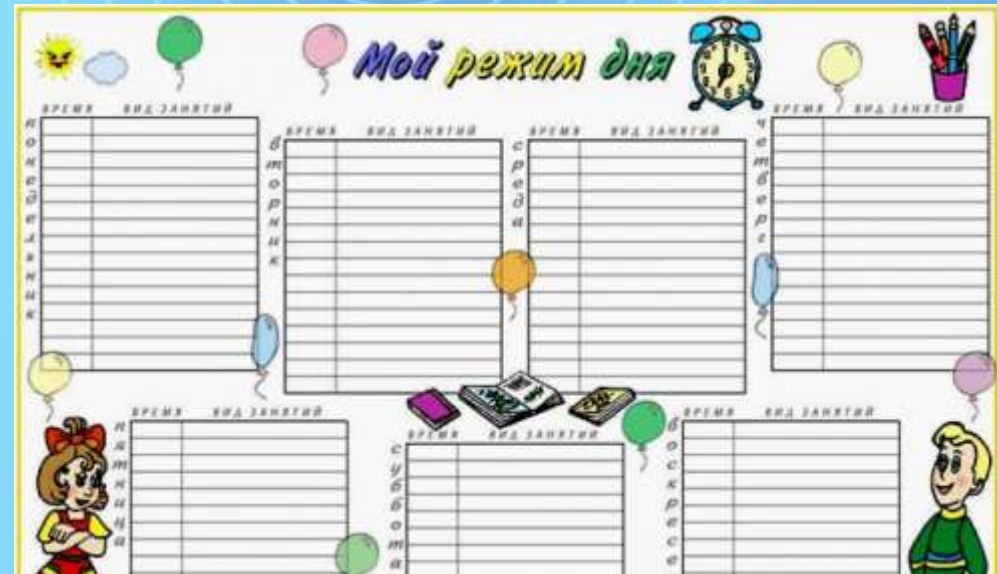 Мой режим дня
ВРЕМЯ ВИД ЗАНЯТИЙ
понедельник
ВРЕМЯ ВИД ЗАНЯТИЙ
вторник
ВРЕМЯ ВИД ЗАНЯТИЙ
среда
ВРЕМЯ ВИД ЗАНЯТИЙ
четверг
ВРЕМЯ ВИД ЗАНЯТИЙ
пятница
ВРЕМЯ ВИД ЗАНЯТИЙ
суббота
ВРЕМЯ ВИД ЗАНЯТИЙ
воскресе